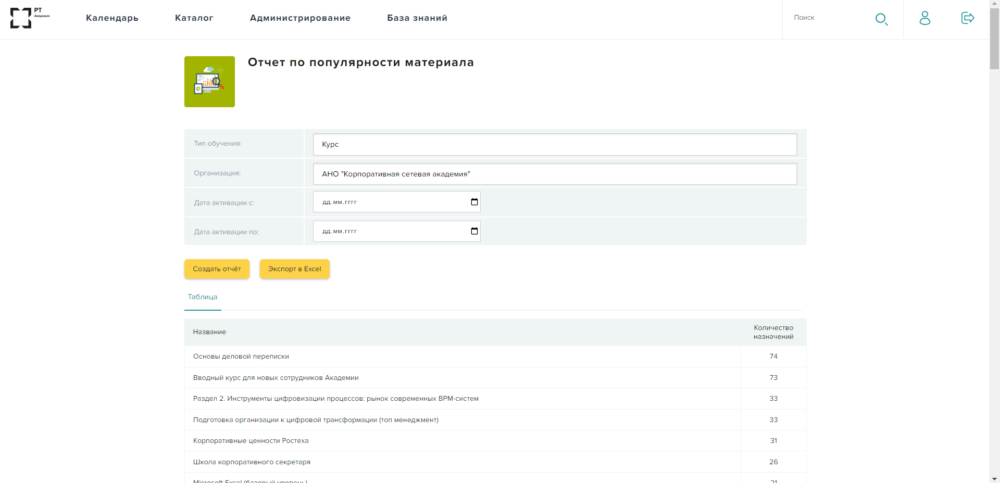 РТ
Академия
Календарь
Каталог
Администрирование
База знаний
Поиск
Отчет по популярности материала
Тип обучения:
Курс
Организация:
АНО "Корпоративная сетевая академия"
Дата активации с:
дд.мм.гггг
Дата активации по:
дд.мм.гггг
Создать отчёт
Экспорт в Excel
Таблица
Название
Количество
назначений
Основы деловой переписки 74
Вводный курс для новых сотрудников Академии 73
Раздел 2. Инструменты цифровизации процессов: рынок современных BPM-систем 33
Подготовка организации к цифровой трансформации (топ менеджмент) 33
Корпоративные ценности Ростеха 31
Школа корпоративного секретаря 26
Microsoft Excel (базовый уровень) 21